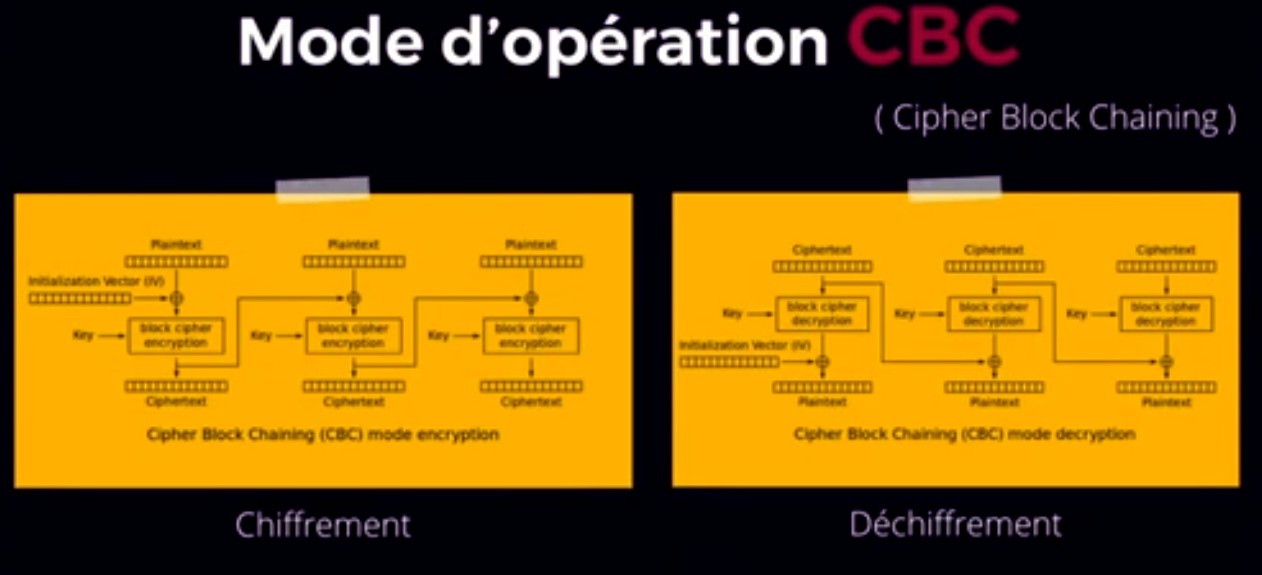 Mode d'opération CBC
( Cipher Block Chaining )
Plaintext Plaintext Plaintext
Initialization Vector (IV)
Key block cipher encryption Key block cipher encryption Key block cipher encryption
Ciphertext Ciphertext Ciphertext
Cipher Block Chaining (CBC) mode encryption
Chiffrement
Ciphertext Ciphertext Ciphertext
Key block cipher decryption Key block cipher decryption Key block cipher decryption
Initialization Vector (IV)
Plaintext Plaintext Plaintext
Cipher Block Chaining (CBC) mode decryption
Déchiffrement